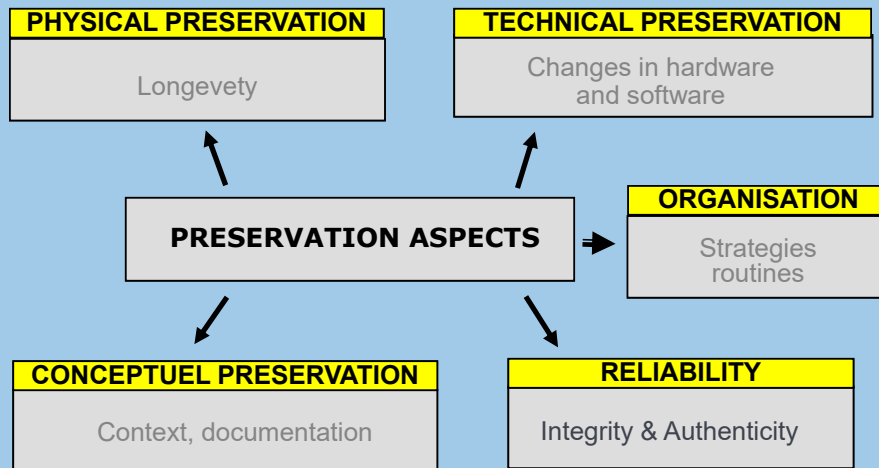 PHYSICAL PRESERVATION
Longevety
TECHNICAL PRESERVATION
Changes in hardware
and software
PRESERVATION ASPECTS
ORGANISATION
Strategies
routines
CONCEPTUEL PRESERVATION
Context, documentation
RELIABILITY
Integrity & Authenticity